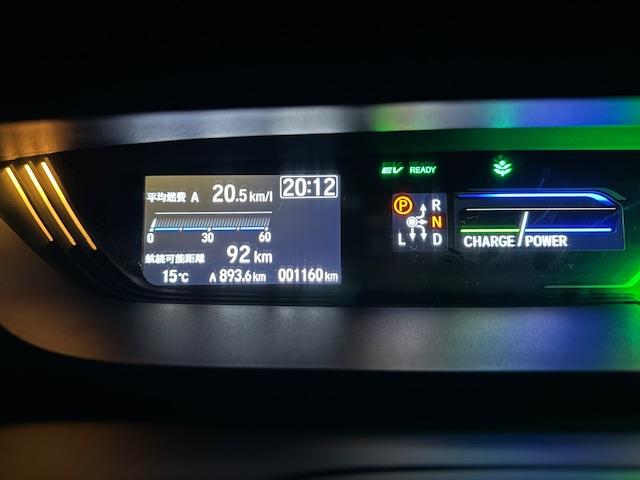 平均燃費 A 20.5 km/l
20:12
0 30 60
航続可能距離 92 km
15℃ A 893.6 km 001160 km
EV READY
P R
N
L D
CHARGE POWER